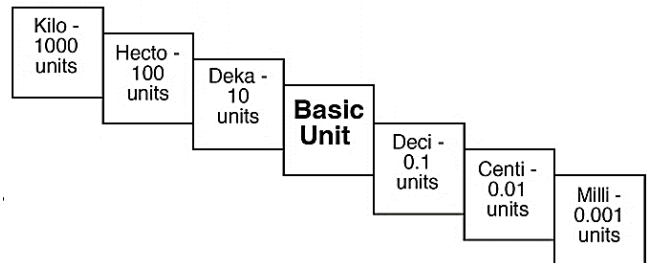 Kilo -
1000
units
Hecto -
100
units
Deka -
10
units
Basic
Unit
Deci -
0.1
units
Centi -
0.01
units
Milli -
0.001
units